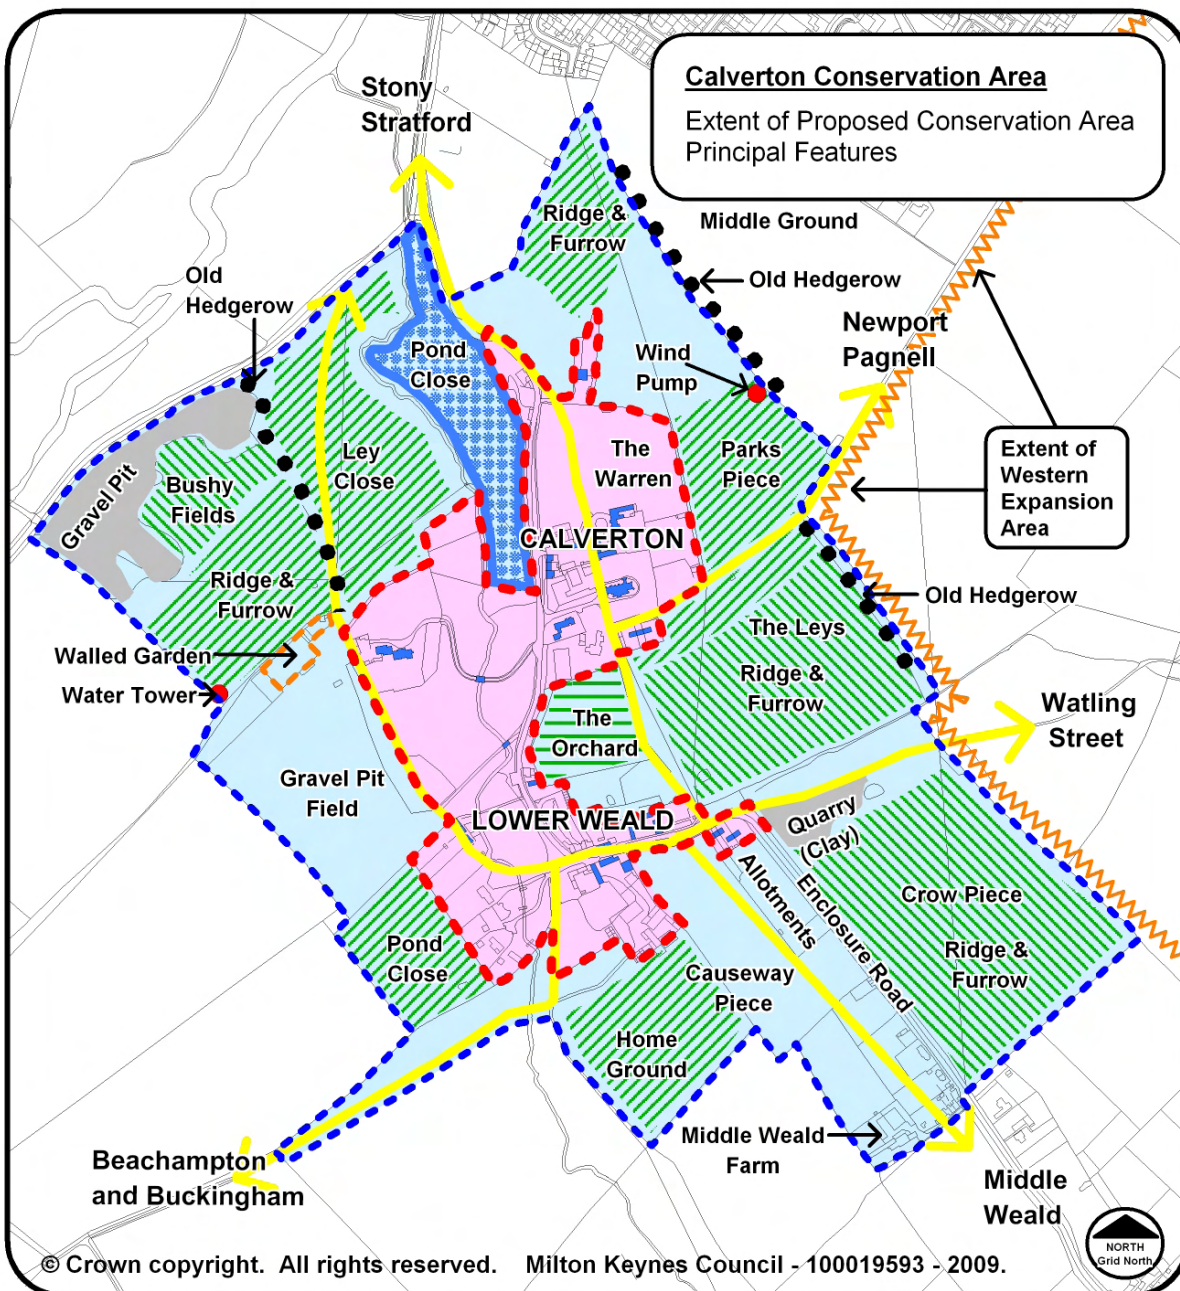 Calverton Conservation Area
Extent of Proposed Conservation Area
Principal Features
Stony
Stratford
Ridge &
Furrow
Middle Ground
Old
Hedgerow
Old Hedgerow
Newport
Pagnell
Pond
Close
Wind
Pump
Ley
Close
The
Warren
Parks
Piece
Extent of
Western
Expansion
Area
Gravel Pit
Bushy
Fields
CALVERTON
Ridge &
Furrow
Old Hedgerow
The Leys
Walled Garden
Water Tower
Ridge &
Furrow
Watling
Street
The
Orchard
Gravel Pit
Field
LOWER WEALD
Quarry
(Clay)
Allotments
Enclosure Road
Crow Piece
Pond
Close
Causeway
Piece
Ridge &
Furrow
Home
Ground
Middle Weald
Farm
Beachampton
and Buckingham
Middle
Weald
NORTH
Grid North
© Crown copyright. All rights reserved. Milton Keynes Council - 100019593 - 2009.